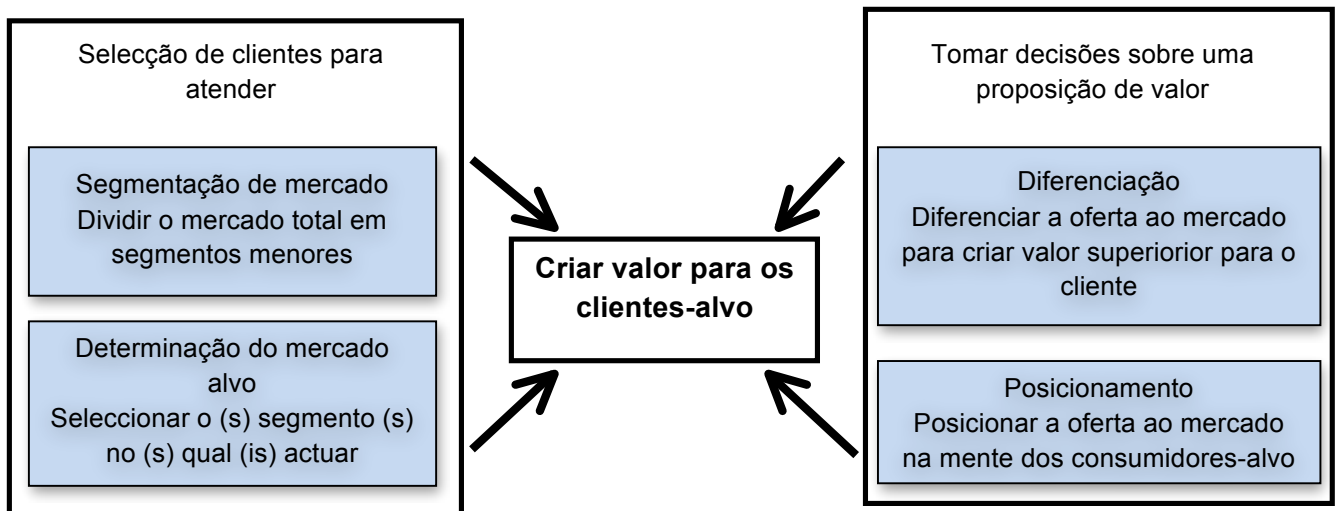 Selecção de clientes para
atender
Segmentação de mercado
Dividir o mercado total em
segmentos menores
Determinação do mercado
alvo
Seleccionar o (s) segmento (s)
no (s) qual (is) actuar
Criar valor para os
clientes-alvo
Tomar decisões sobre uma
proposição de valor
Diferenciação
Diferenciar a oferta ao mercado
para criar valor superiorior para o
cliente
Posicionamento
Posicionar a oferta ao mercado
na mente dos consumidores-alvo